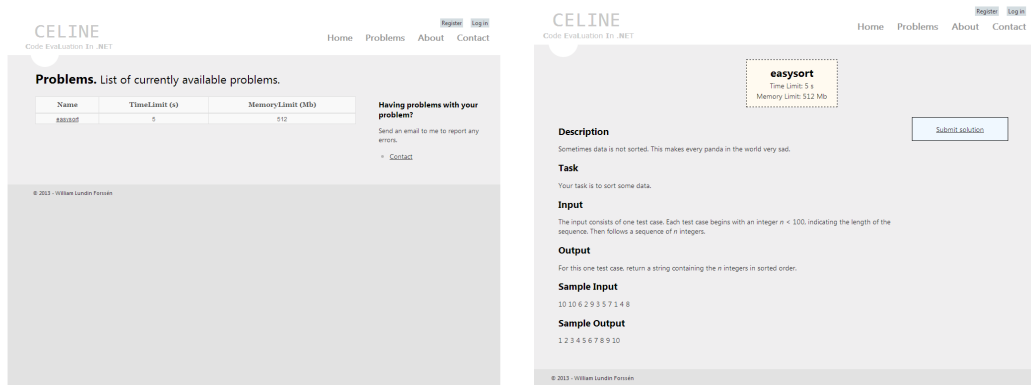 Register Log in
CELINE
Code EvaLuation In .NET
Home Problems About Contact
Problems. List of currently available problems.
Name TimeLimit (s) MemoryLimit (Mb)
easysort 5 512
Having problems with your
problem?
Send an email to me to report any
errors.
Contact
© 2013 - William Lundin Forssén
Register Log in
CELINE
Code EvaLuation In .NET
Home Problems About Contact
easysort
Time Limit: 5 s
Memory Limit: 512 Mb
Submit solution
Description
Sometimes data is not sorted. This makes every panda in the world very sad.
Task
Your task is to sort some data.
Input
The input consists of one test case. Each test case begins with an integer n < 100, indicating the length of the
sequence. Then follows a sequence of n integers.
Output
For this one test case, return a string containing the n integers in sorted order.
Sample Input
10 10 6 2 9 3 5 7 1 4 8
Sample Output
1 2 3 4 5 6 7 8 9 10
© 2013 - William Lundin Forssén